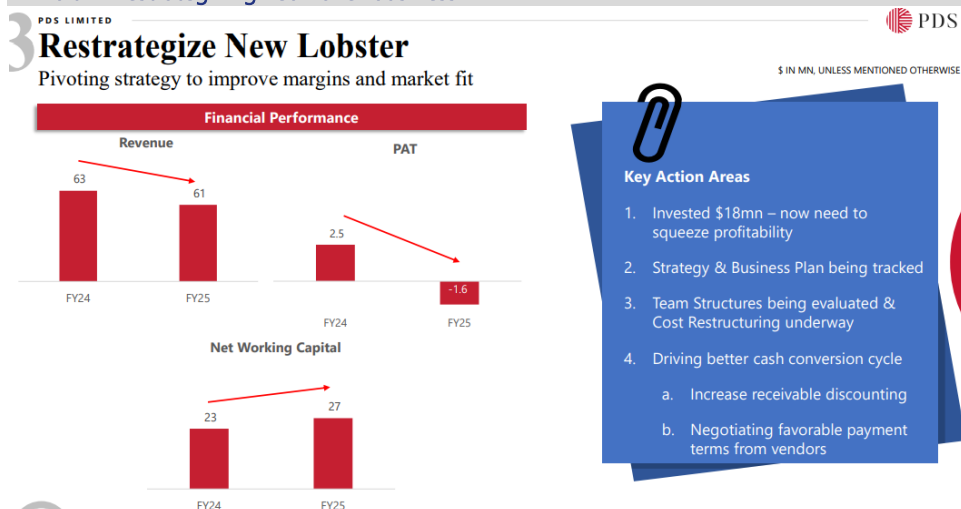 PDS LIMITED
3
Restrategize New Lobster
PDS
Pivoting strategy to improve margins and market fit
$ IN MN, UNLESS MENTIONED OTHERWISE
Financial Performance
Revenue
63
61
FY24
FY25
PAT
2.5
-1.6
FY24
FY25
Net Working Capital
23
27
FY24
FY25
Key Action Areas
1. Invested $18mn – now need to
squeeze profitability
2. Strategy & Business Plan being tracked
3. Team Structures being evaluated &
Cost Restructuring underway
4. Driving better cash conversion cycle
a. Increase receivable discounting
b. Negotiating favorable payment
terms from vendors